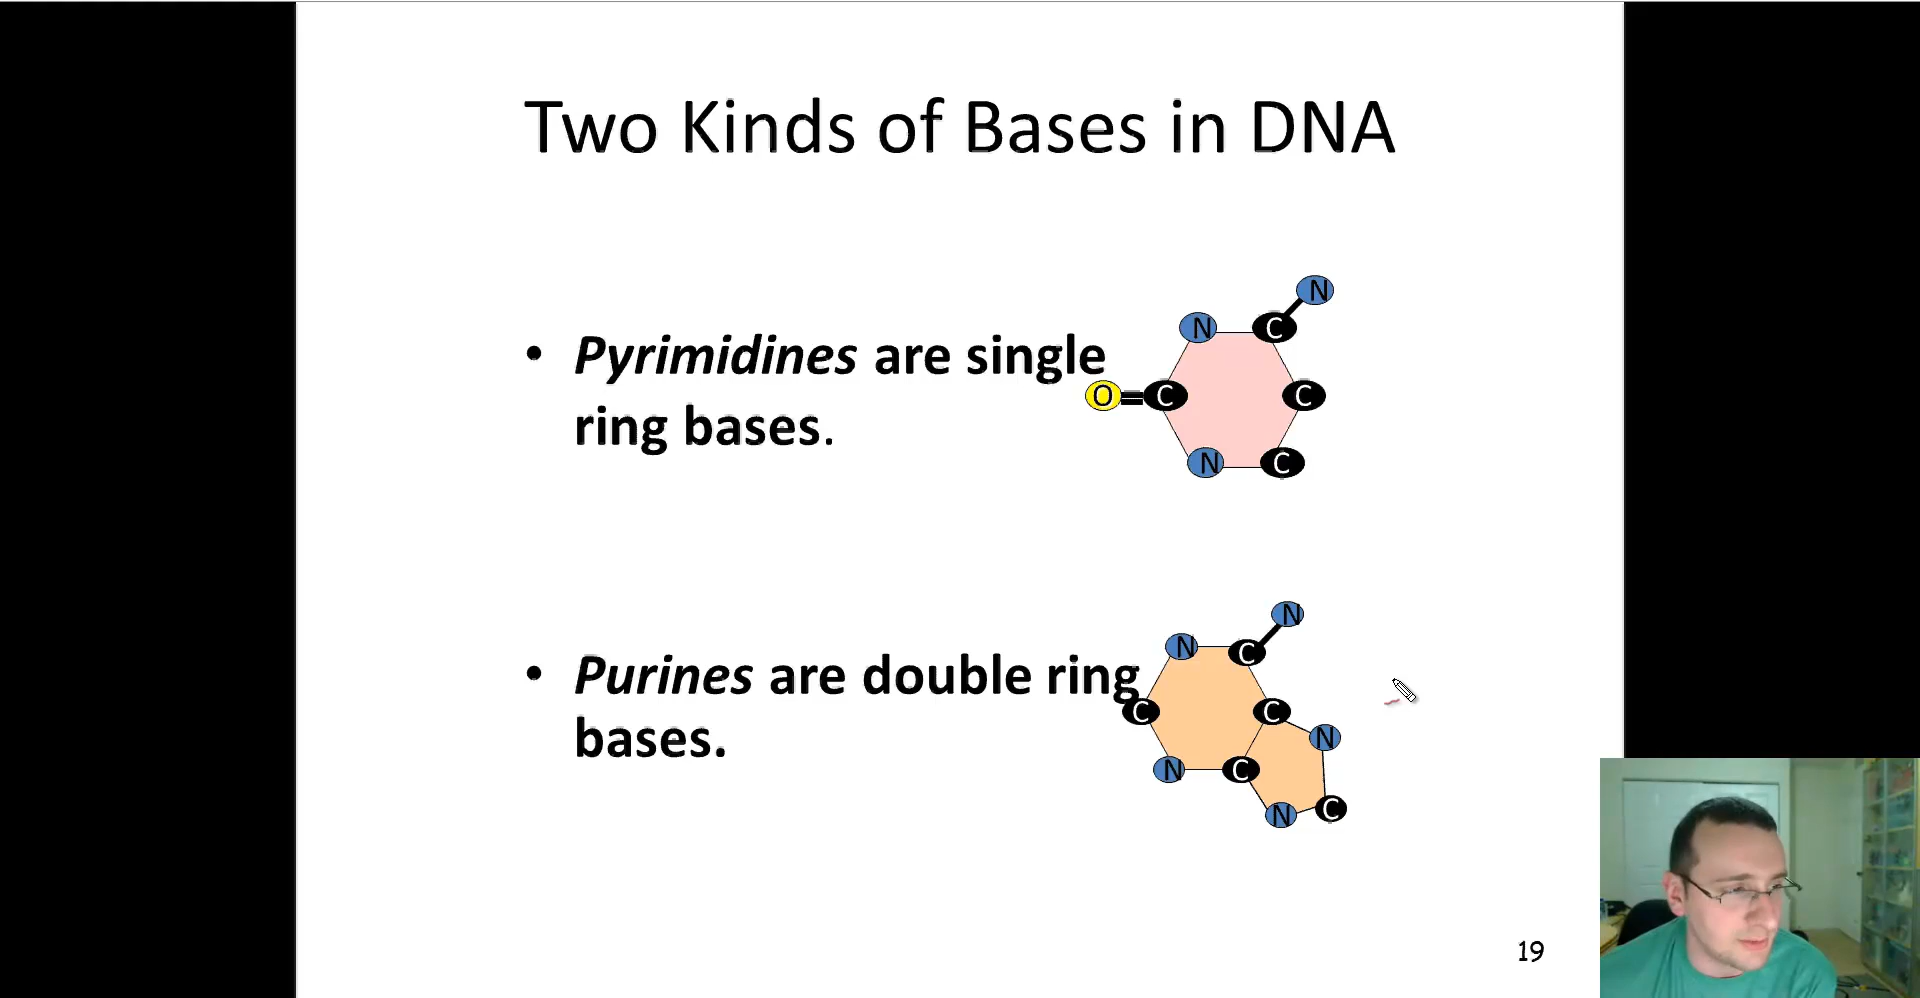 Two Kinds of Bases in DNA
N
N C
• Pyrimidines are single
O C C
ring bases.
N C
N
N C
• Purines are double ring
C C
N
bases.
N C
N C
19